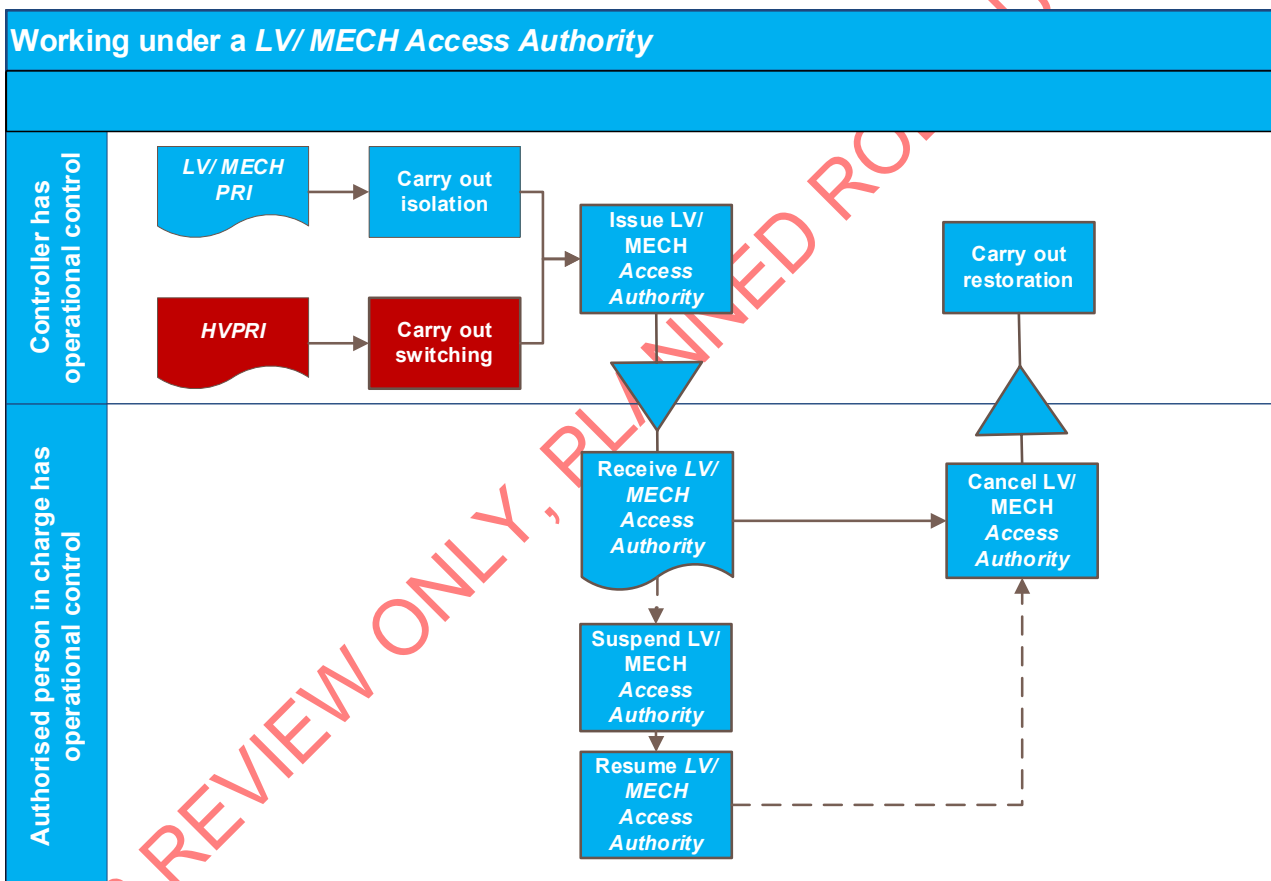 Working under a LV/ MECH Access Authority
Controller has
operational control
LV/ MECH
PRI
Carry out
isolation
HVPRI
Carry out
switching
Issue LV/
MECH
Access
Authority
Carry out
restoration
Authorised person in charge has
operational control
Receive LV/
MECH
Access
Authority
Cancel LV/
MECH
Access
Authority
Suspend LV/
MECH
Access
Authority
Resume LV/
MECH
Access
Authority
REVIEW ONLY, PLANNED